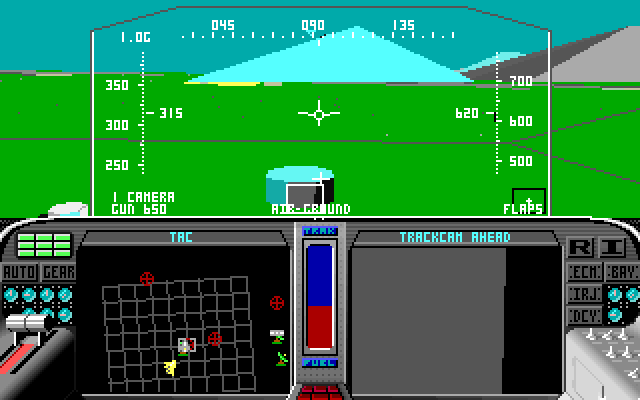 045 090 135
1.0G
350 700
315 620
300 600
250 500
1 CAMERA
GUN 650 AIR-GROUND FLAPS
TRAK
TAC TRACKCAM AHEAD
R I
AUTO GEAR ECM BAY
IRJ
DCY
FUEL